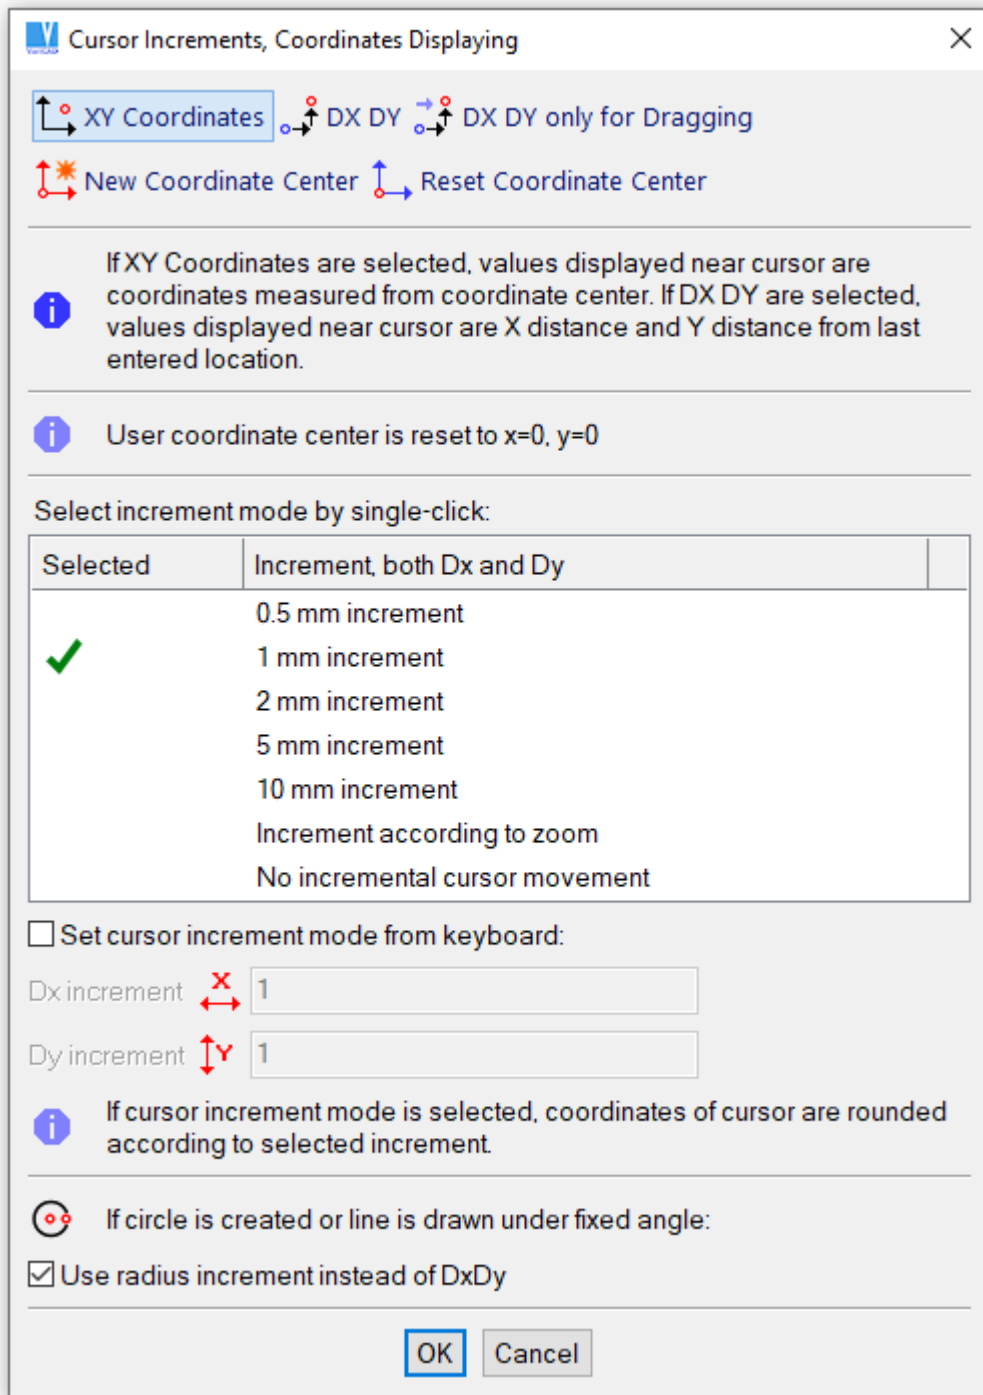 Cursor Increments, Coordinates Displaying
XY Coordinates DX DY DX DY only for Dragging
New Coordinate Center Reset Coordinate Center
If XY Coordinates are selected, values displayed near cursor are
coordinates measured from coordinate center. If DX DY are selected,
values displayed near cursor are X distance and Y distance from last
entered location.
User coordinate center is reset to x=0, y=0
Select increment mode by single-click:
Selected Increment, both Dx and Dy
0.5 mm increment
1 mm increment
2 mm increment
5 mm increment
10 mm increment
Increment according to zoom
No incremental cursor movement
Set cursor increment mode from keyboard:
Dx increment X 1
Dy increment Y 1
If cursor increment mode is selected, coordinates of cursor are rounded
according to selected increment.
If circle is created or line is drawn under fixed angle:
Use radius increment instead of DxDy
OK Cancel